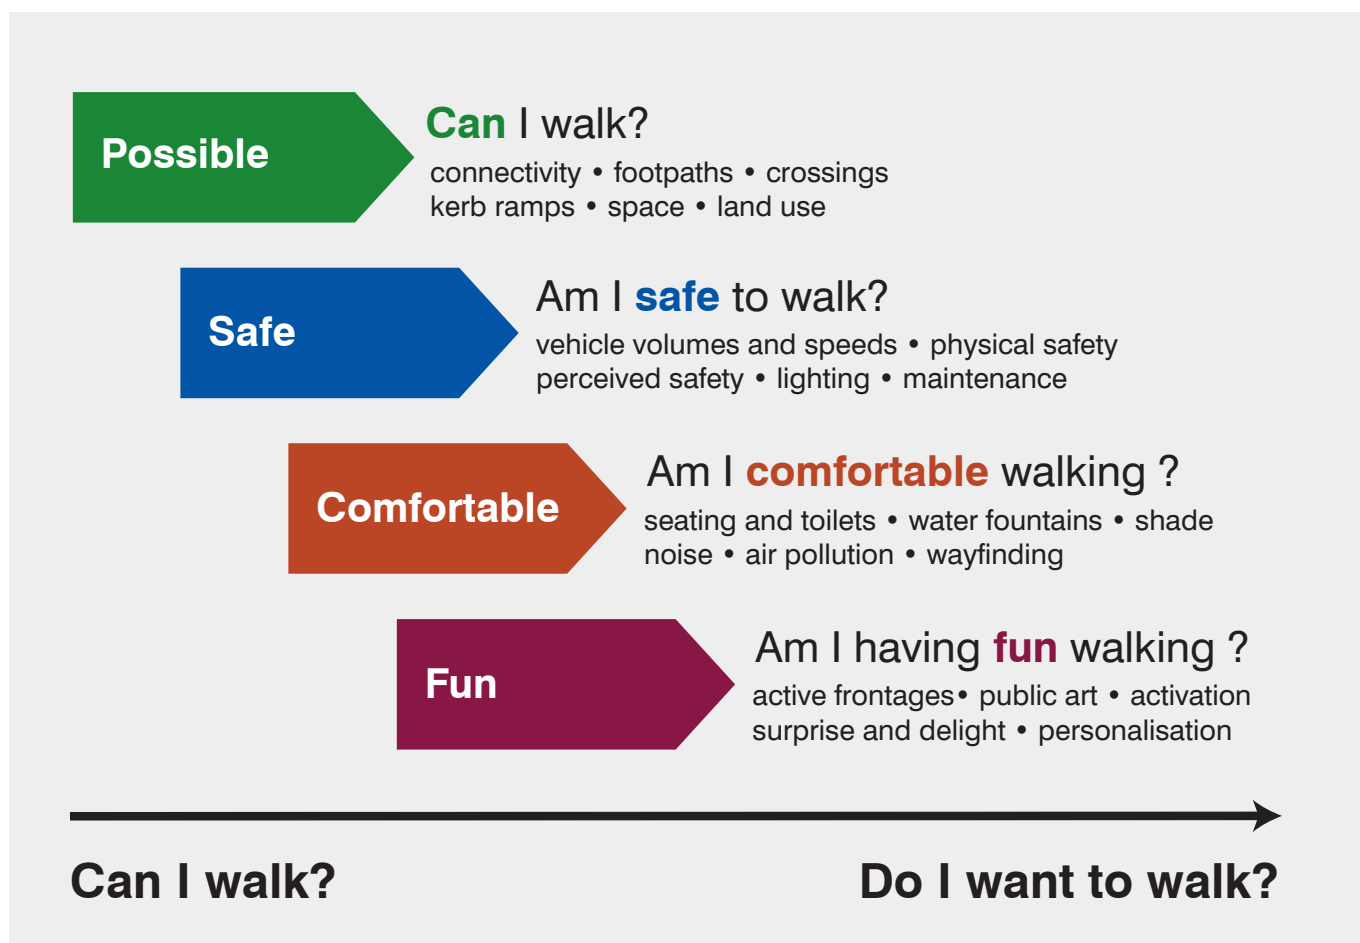 Possible
Can I walk?
connectivity • footpaths • crossings
kerb ramps • space • land use
Safe
Am I safe to walk?
vehicle volumes and speeds • physical safety
perceived safety • lighting • maintenance
Comfortable
Am I comfortable walking ?
seating and toilets • water fountains • shade
noise • air pollution • wayfinding
Fun
Am I having fun walking ?
active frontages• public art • activation
surprise and delight • personalisation
Can I walk?
Do I want to walk?